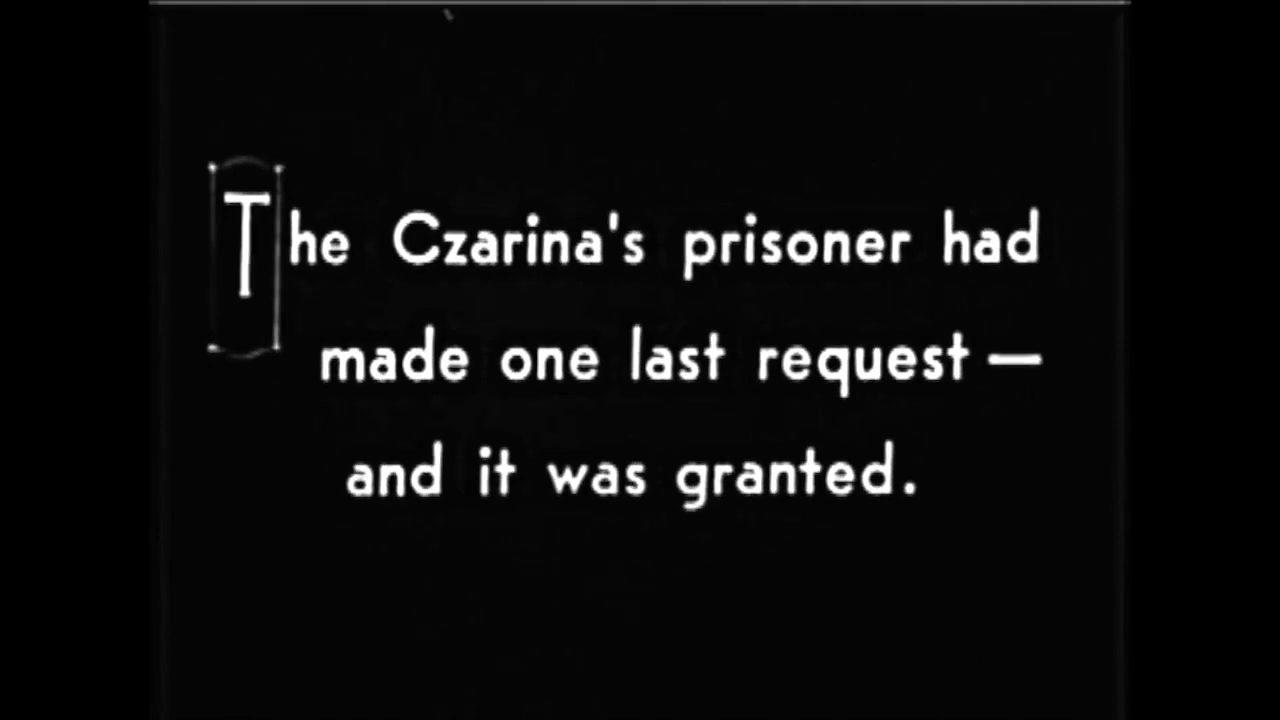 The Czarina's prisoner had
made one last request —
and it was granted.